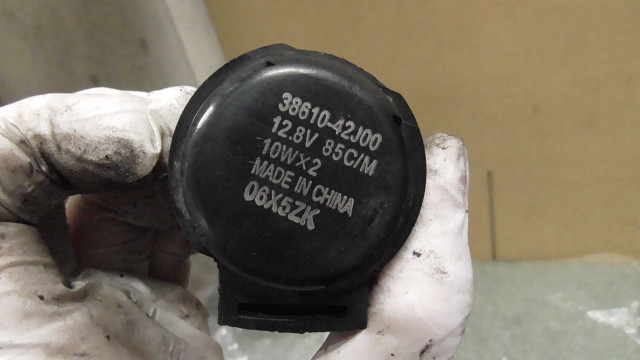 38610-42J00
12.8V 85C/M
10W×2
MADE IN CHINA
06X5ZK